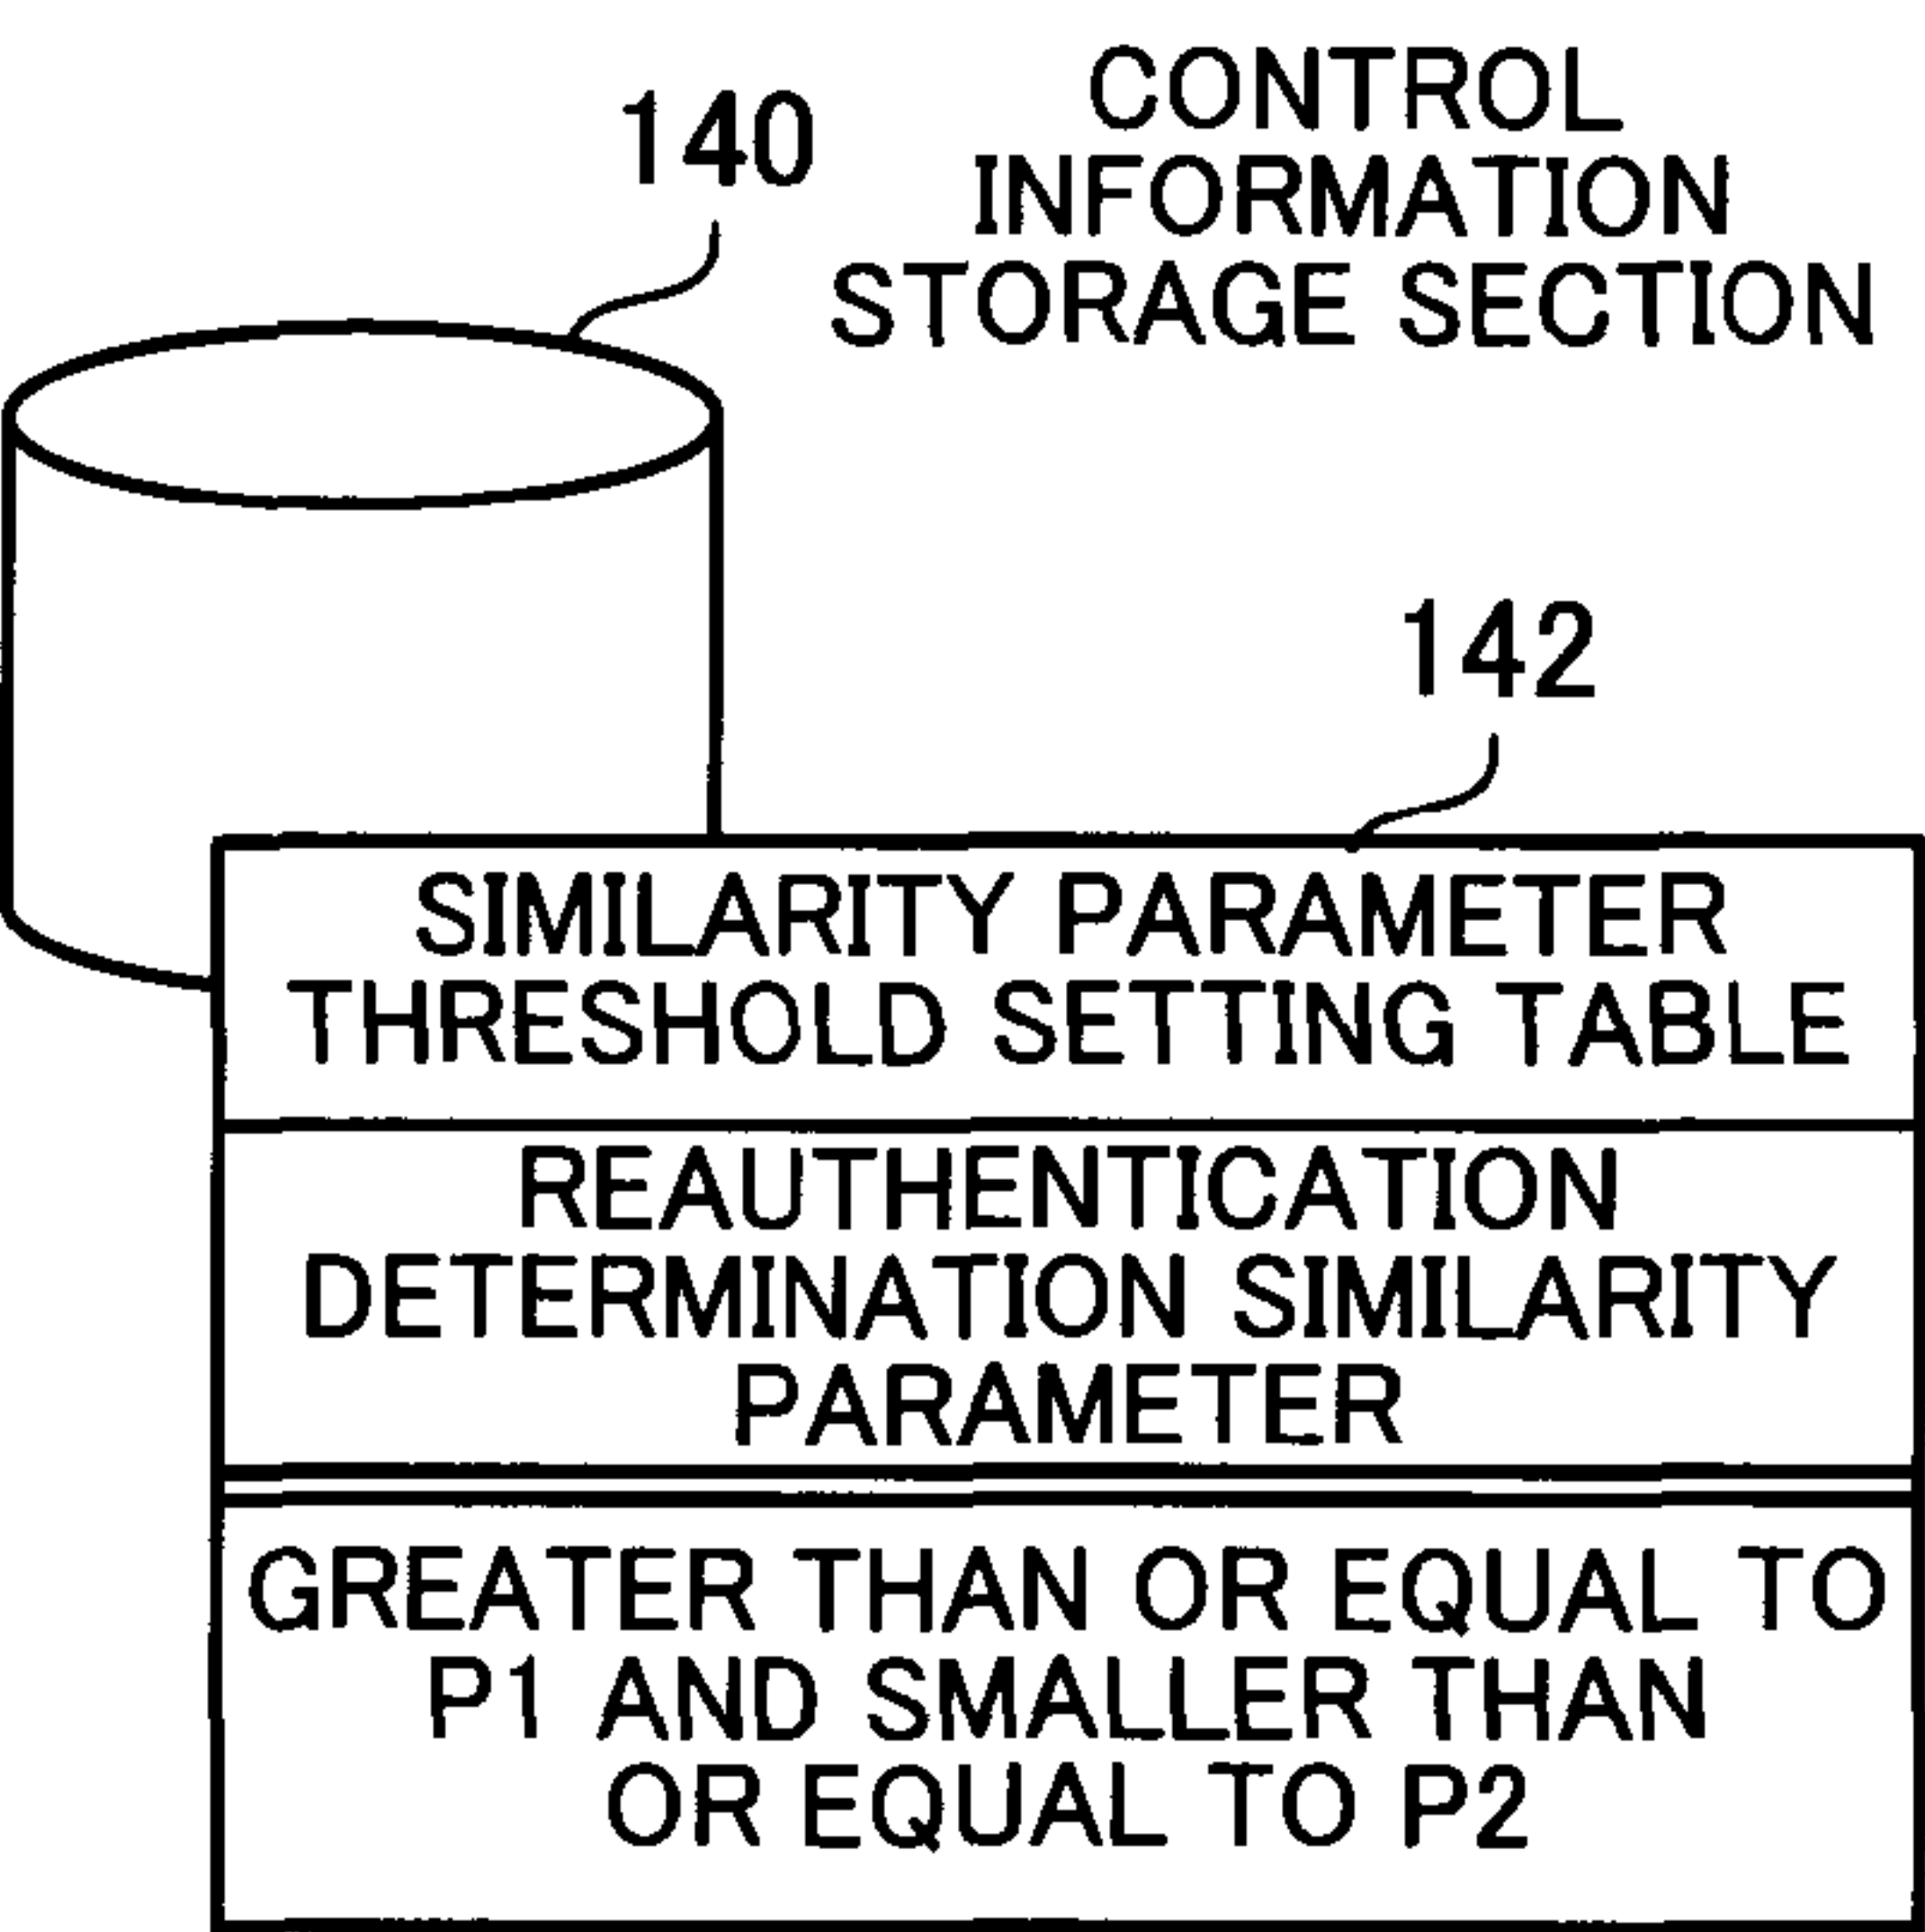 140
CONTROL
INFORMATION
STORAGE SECTION
142
SIMILARITY PARAMETER
THRESHOLD SETTING TABLE
REAUTHENTICATION
DETERMINATION SIMILARITY
PARAMETER
GREATER THAN OR EQUAL TO
P1 AND SMALLER THAN
OR EQUAL TO P2